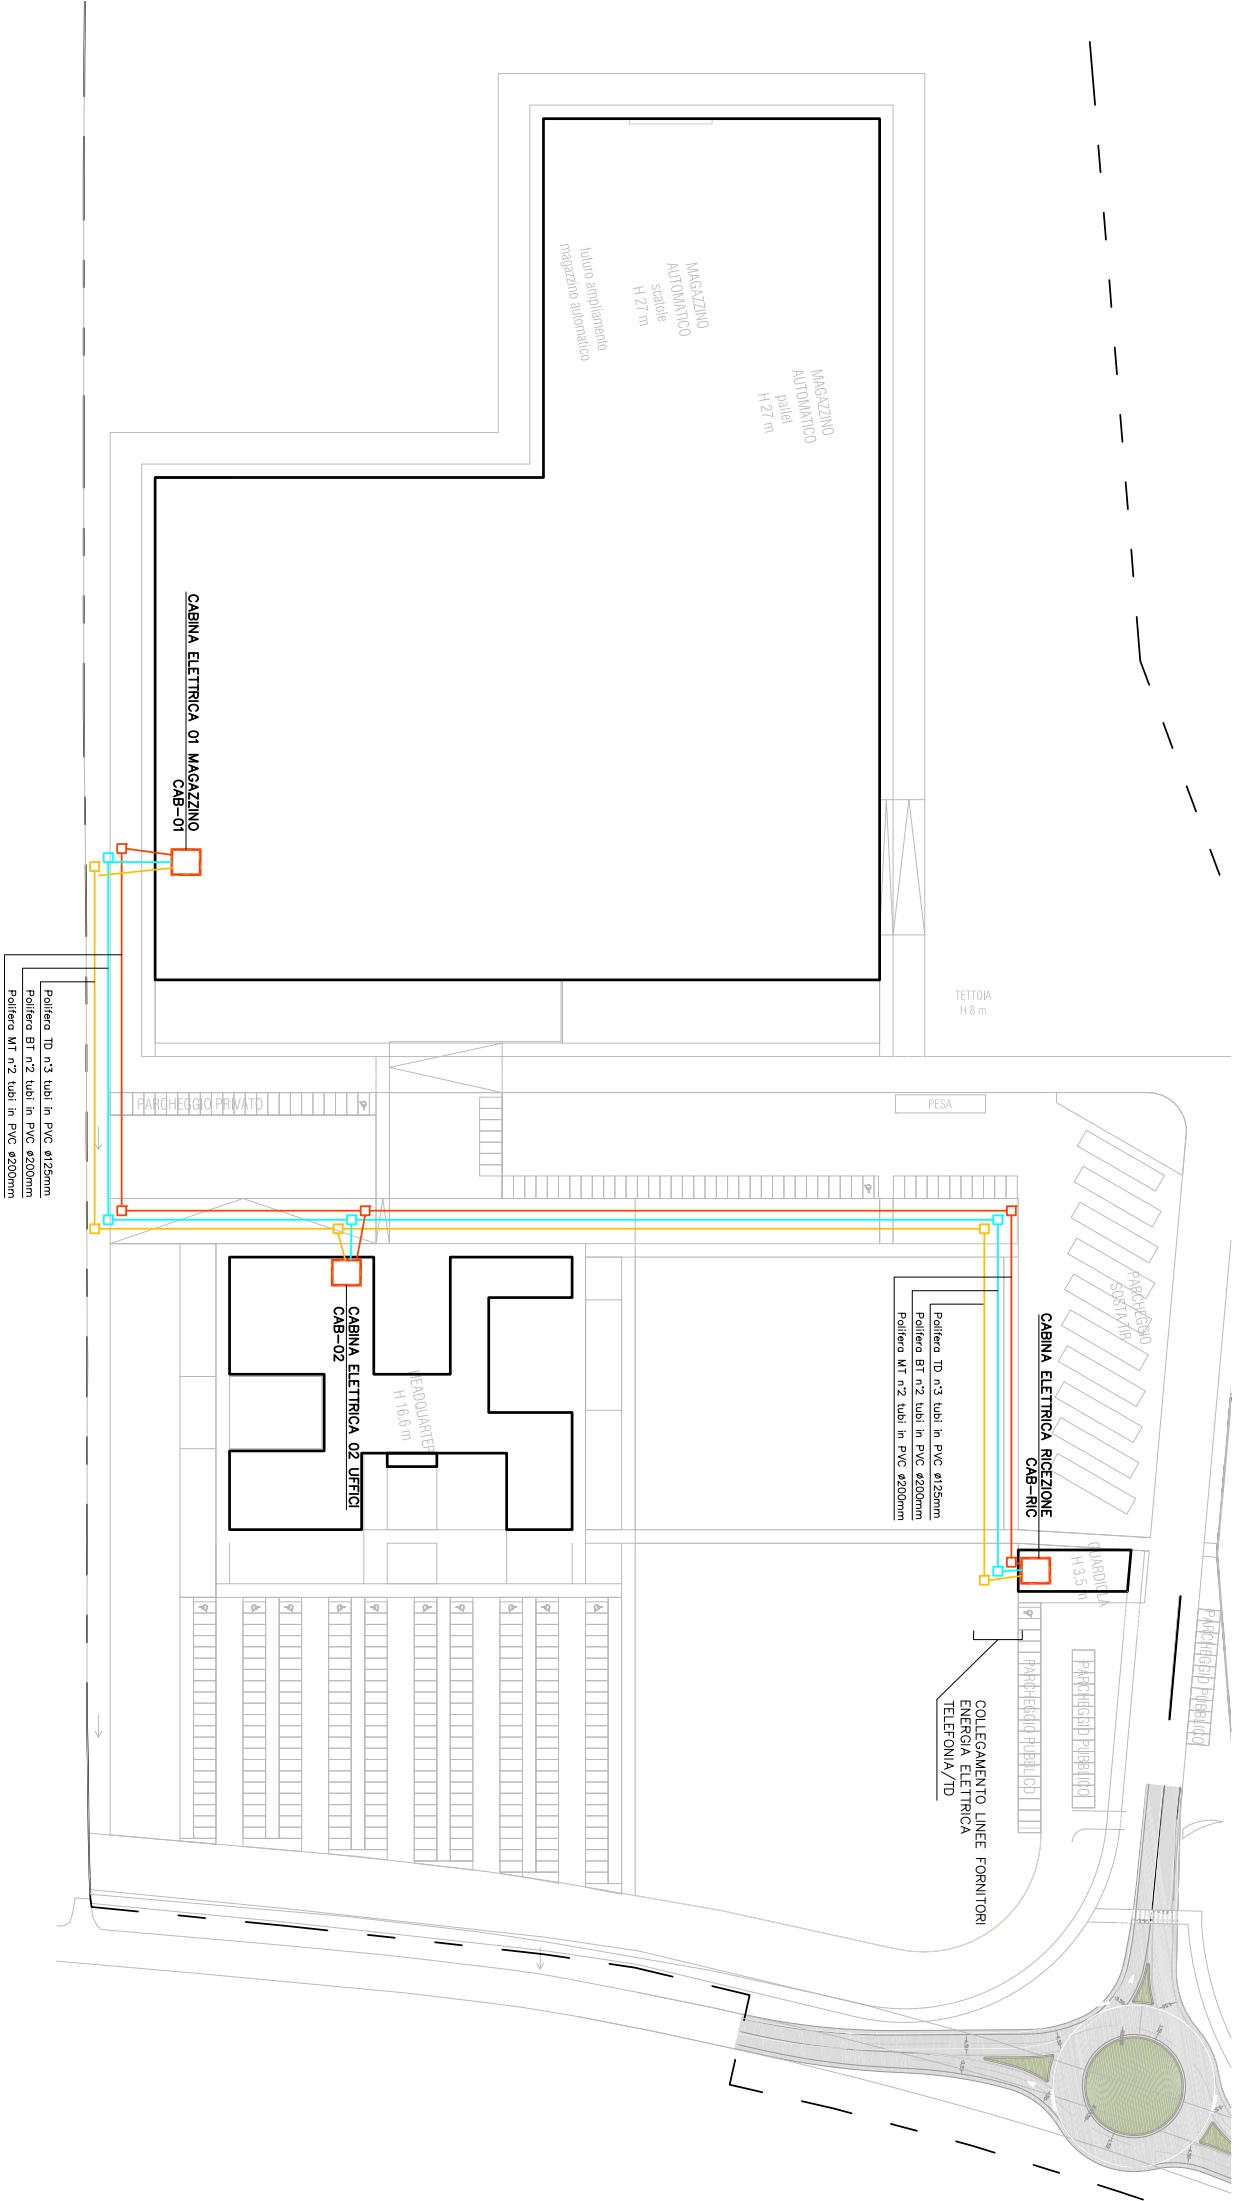 MAGAZZINO
AUTOMATICO
scatole
H 27 m
futuro ampliamento
magazzino automatico
MAGAZZINO
AUTOMATICO
pallet
H 27 m
CABINA ELETTRICA 01 MAGAZZINO
CAB-01
TETTOIA
H 8 m
PESA
PARCHEGGIO PRIVATO
Polifera TD n°3 tubi in PVC ø125mm
Polifera BT n°2 tubi in PVC ø200mm
Polifera MT n°2 tubi in PVC ø200mm
PARCHEGGIO
SOSTA TIR
CABINA ELETTRICA RICEZIONE
CAB-RIC
Polifera TD n°3 tubi in PVC ø125mm
Polifera BT n°2 tubi in PVC ø200mm
Polifera MT n°2 tubi in PVC ø200mm
CABINA ELETTRICA 02 UFFICI
CAB-02
HEADQUARTER
H 16,6 m
GUARDIOLA
H 3,5 m
PARCHEGGIO PUBBLICO
PARCHEGGIO PUBBLICO
PARCHEGGIO PUBBLICO
COLLEGAMENTO LINEE FORNITORI
ENERGIA ELETTRICA
TELEFONIA/TD